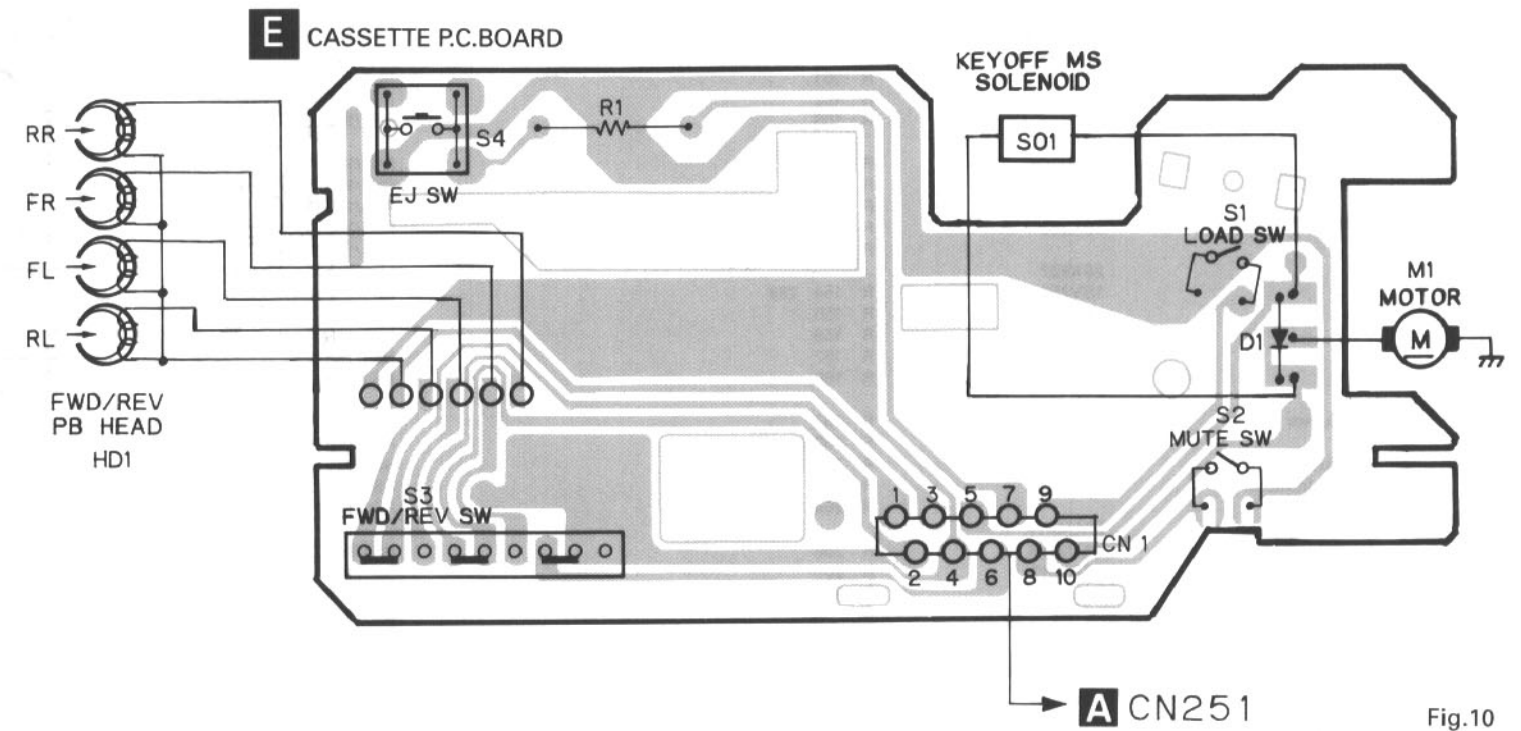 E CASSETTE P.C.BOARD
KEYOFF MS
SOLENOID
SO1
RR
FR
FL
RL
FWD/REV
PB HEAD
HD1
S4
EJ SW
R1
S1
LOAD SW
D1
M1
MOTOR
M
S2
MUTE SW
S3
FWD/REV SW
1 3 5 7 9
CN 1
2 4 6 8 10
A CN251
Fig.10